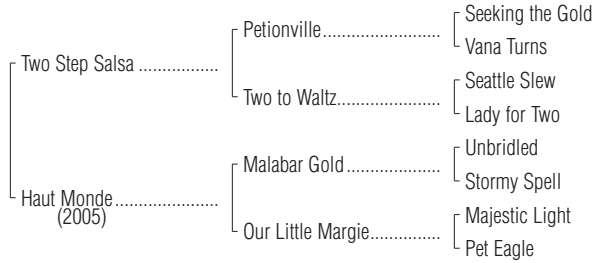 Seeking the Gold
Petionville
Vana Turns
Two Step Salsa
Seattle Slew
Two to Waltz
Lady for Two
Unbridled
Malabar Gold
Stormy Spell
Haut Monde
(2005)
Majestic Light
Our Little Margie
Pet Eagle